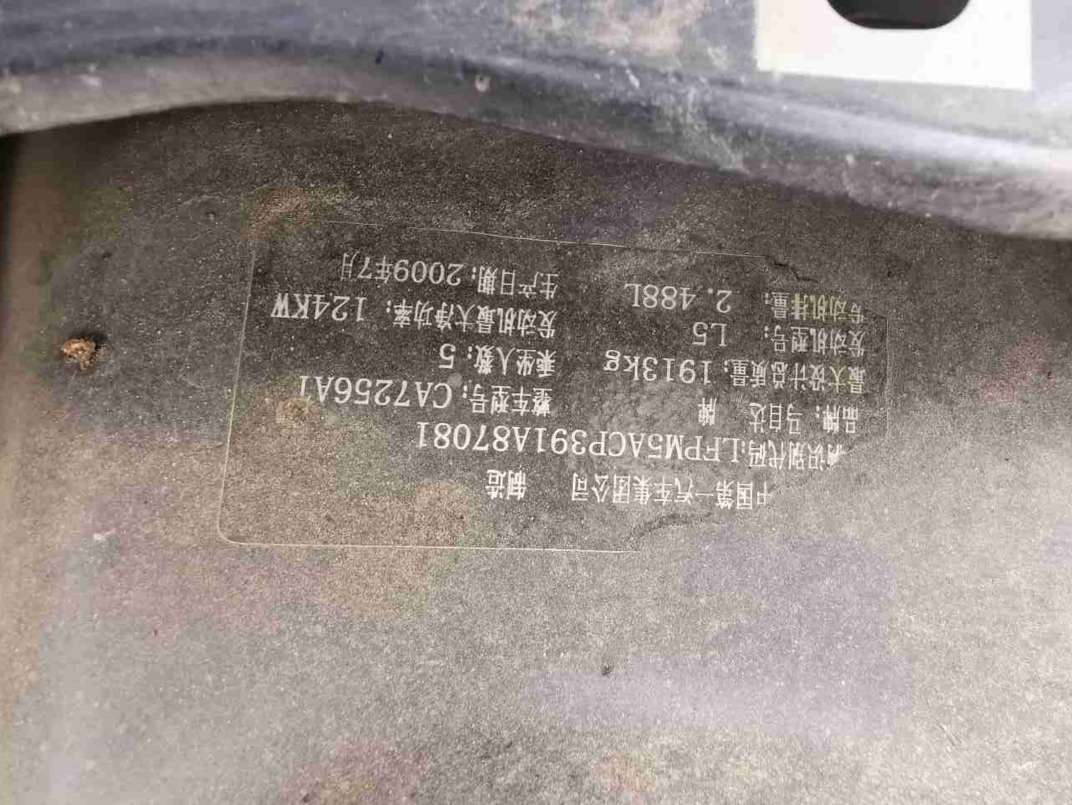 中国第一汽车集团公司 制造
辆识别代码:LFPM5ACP391A87081
品牌: 马自达 牌 整车型号: CA7256A1
最大设计总质量: 1913kg 乘坐人数: 5
发动机型号: L5 发动机最大净功率: 124KW
发动机排量: 2.488L 生产日期: 2009年7月